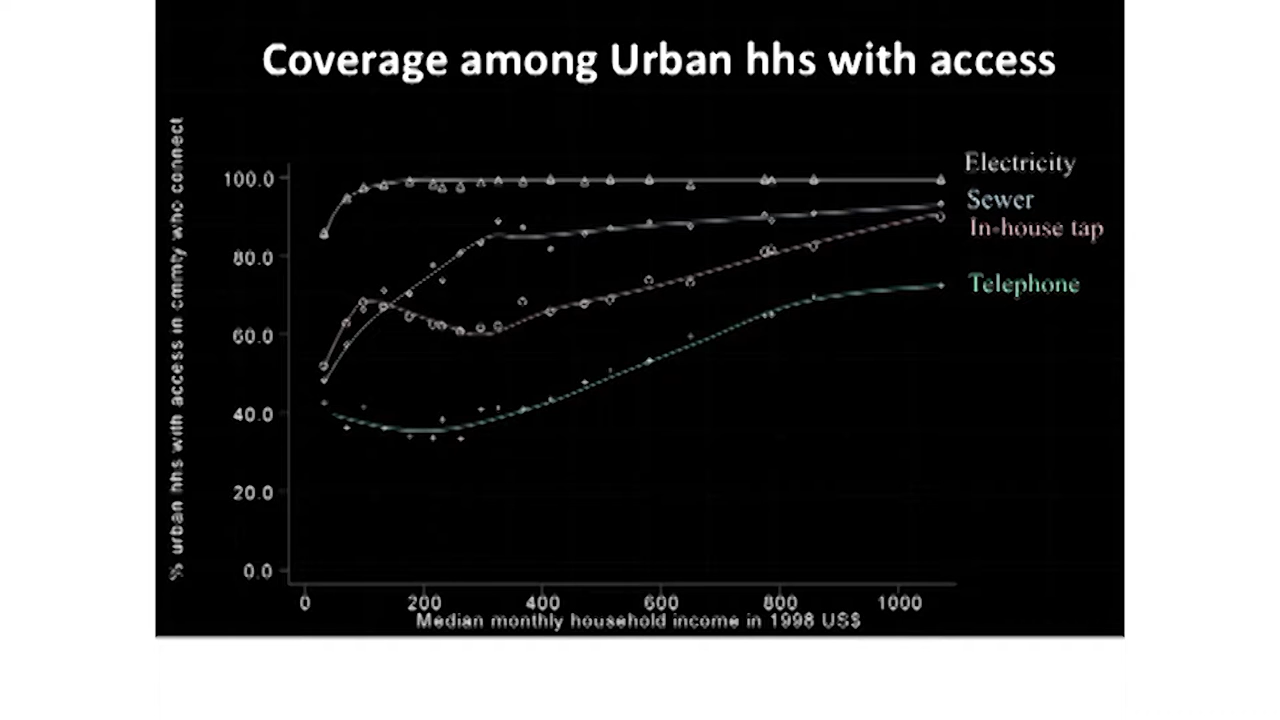 Coverage among Urban hhs with access
% urban hhs with access in cmmty who connect
100.0
80.0
60.0
40.0
20.0
0.0
Electricity
Sewer
In-house tap
Telephone
0 200 400 600 800 1000
Median monthly household income in 1998 US$